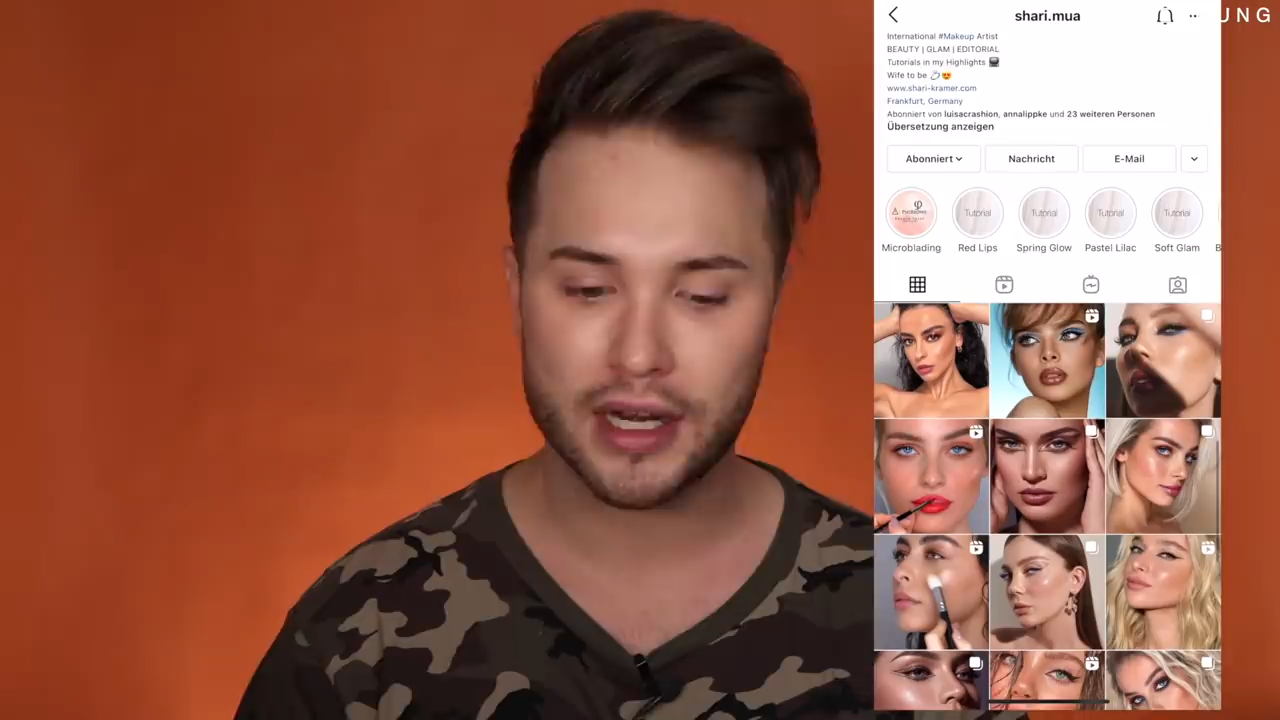 shari.mua
UNG
International #Makeup Artist
BEAUTY | GLAM | EDITORIAL
Tutorials in my Highlights
Wife to be
www.shari-kramer.com
Frankfurt, Germany
Abonniert von luisacrashion, annalippke und 23 weiteren Personen
Übersetzung anzeigen
Abonniert
Nachricht
E-Mail
Tutorial
Tutorial
Tutorial
Tutorial
Microblading
Red Lips
Spring Glow
Pastel Lilac
Soft Glam
B